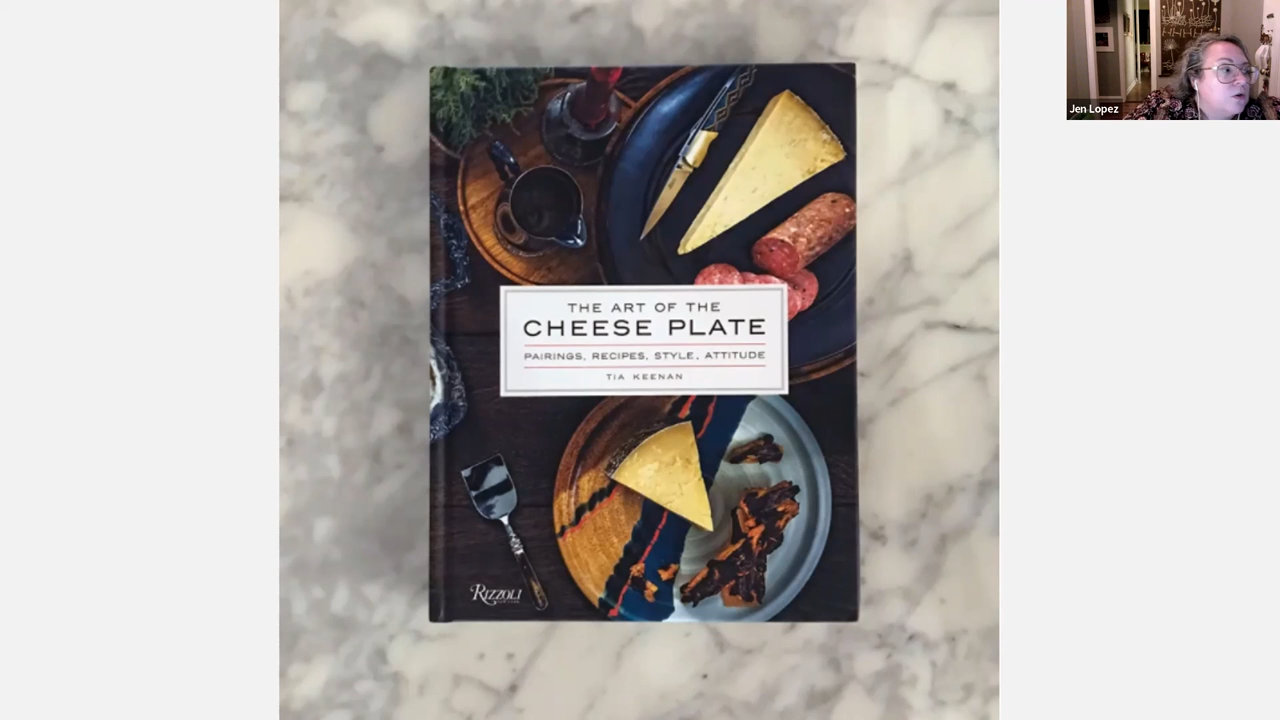 THE ART OF THE
CHEESE PLATE
PAIRINGS, RECIPES, STYLE, ATTITUDE
TIA KEENAN
RIZZOLI
Jen Lopez